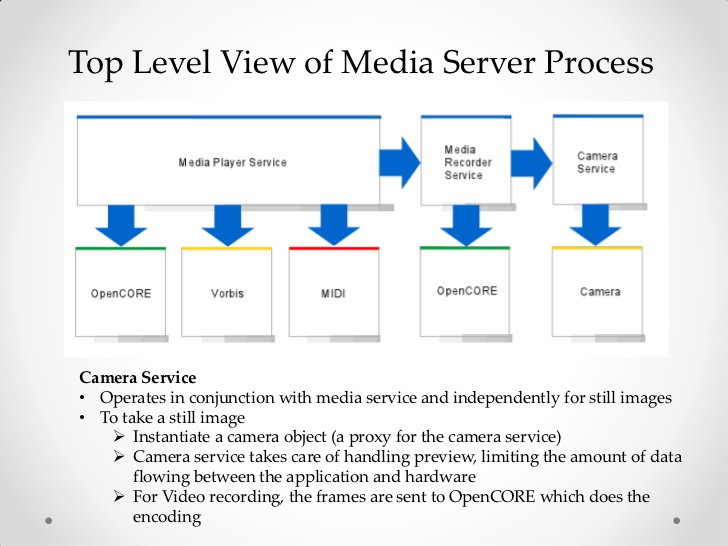 Top Level View of Media Server Process
Media Player Service
Media
Recorder
Service
Camera
Service
OpenCORE
Vorbis
MIDI
OpenCORE
Camera
Camera Service
• Operates in conjunction with media service and independently for still images
• To take a still image
➢ Instantiate a camera object (a proxy for the camera service)
➢ Camera service takes care of handling preview, limiting the amount of data
flowing between the application and hardware
➢ For Video recording, the frames are sent to OpenCORE which does the
encoding